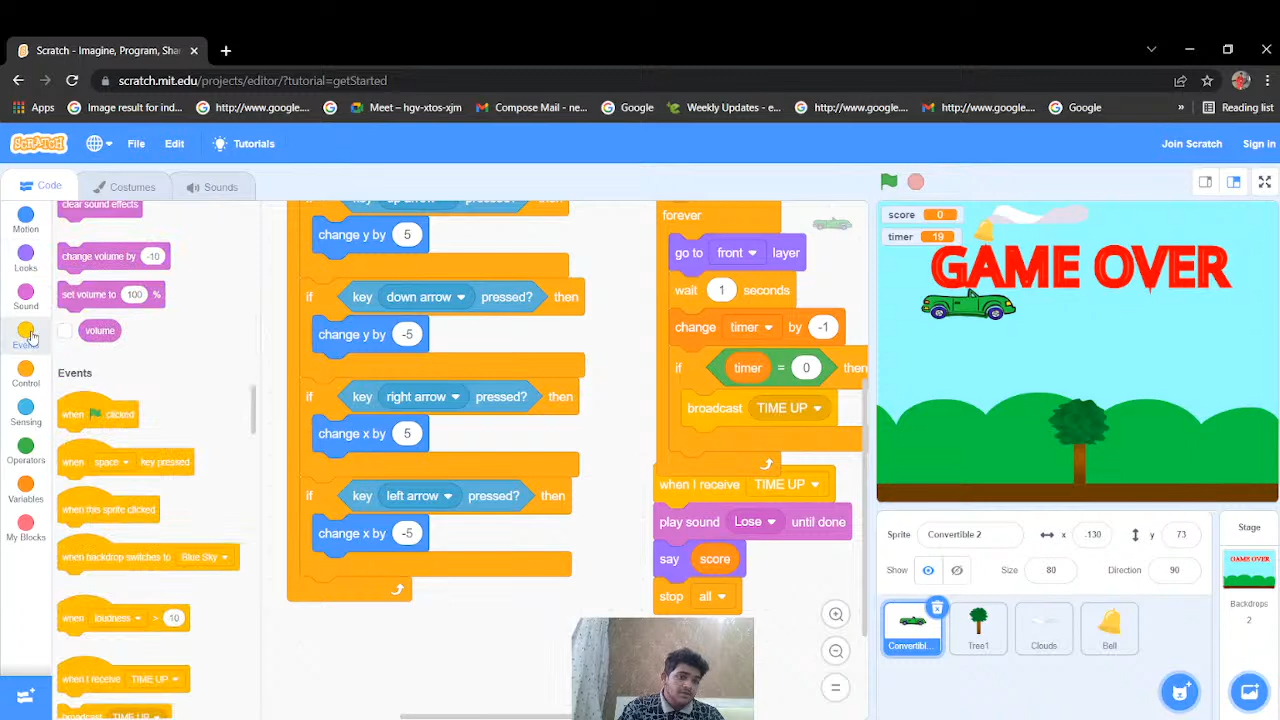 Scratch - Imagine, Program, Sha
scratch.mit.edu/projects/editor/?tutorial=getStarted
Apps
Image result for ind...
http://www.google....
Meet – hgv-xtos-xjm
Compose Mail - ne...
Google
Weekly Updates - e...
http://www.google....
http://www.google....
Google
»
Reading list
SCRATCH
File
Edit
Tutorials
Join Scratch
Sign in
Code
Costumes
Sounds
Motion
Looks
Sound
Events
Control
Sensing
Operators
Variables
My Blocks
clear sound effects
change volume by -10
set volume to 100 %
volume
Events
when clicked
when space key pressed
when this sprite clicked
when backdrop switches to Blue Sky
when loudness > 10
when I receive TIME UP
broadcast TIME UP
change y by 5
if key down arrow pressed? then
change y by -5
if key right arrow pressed? then
change x by 5
if key left arrow pressed? then
change x by -5
forever
go to front layer
wait 1 seconds
change timer by -1
if timer = 0 then
broadcast TIME UP
when I receive TIME UP
play sound Lose until done
say score
stop all
score 0
timer 19
GAME OVER
Sprite Convertible 2
x -130
y 73
Show
Size 80
Direction 90
Convertibl...
Tree1
Clouds
Bell
Stage
GAME OVER
Backdrops
2